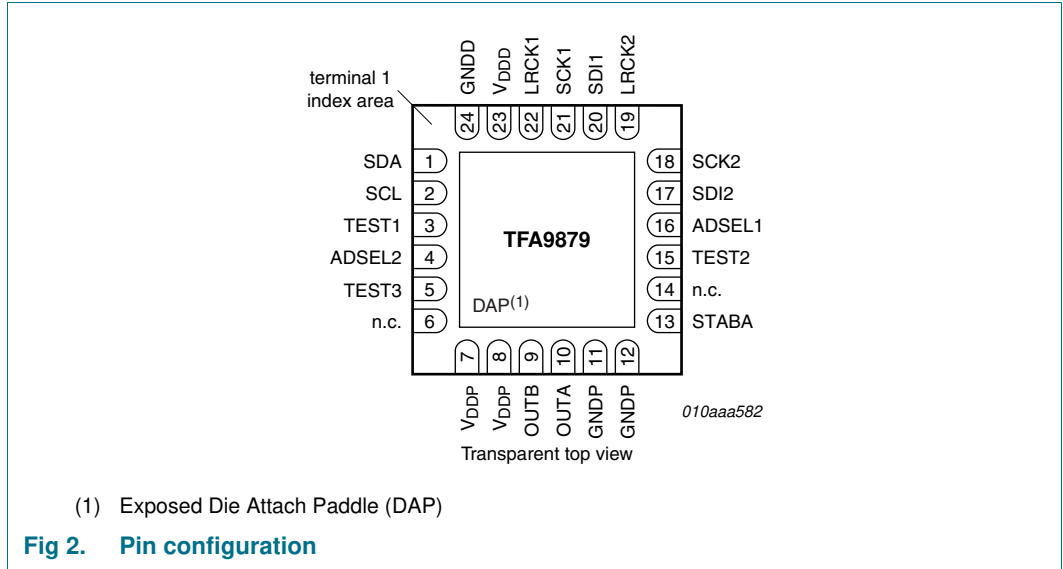 terminal 1
index area
GNDD
VDDD
LRCK1
SCK1
SDI1
LRCK2
24
23
22
21
20
19
SDA 1
SCL 2
TEST1 3
ADSEL2 4
TEST3 5
n.c. 6
18 SCK2
17 SDI2
16 ADSEL1
15 TEST2
14 n.c.
13 STABA
TFA9879
DAP(1)
7
8
9
10
11
12
VDDP
VDDP
OUTB
OUTA
GNDP
GNDP
010aaa582
Transparent top view
(1) Exposed Die Attach Paddle (DAP)
Fig 2. Pin configuration